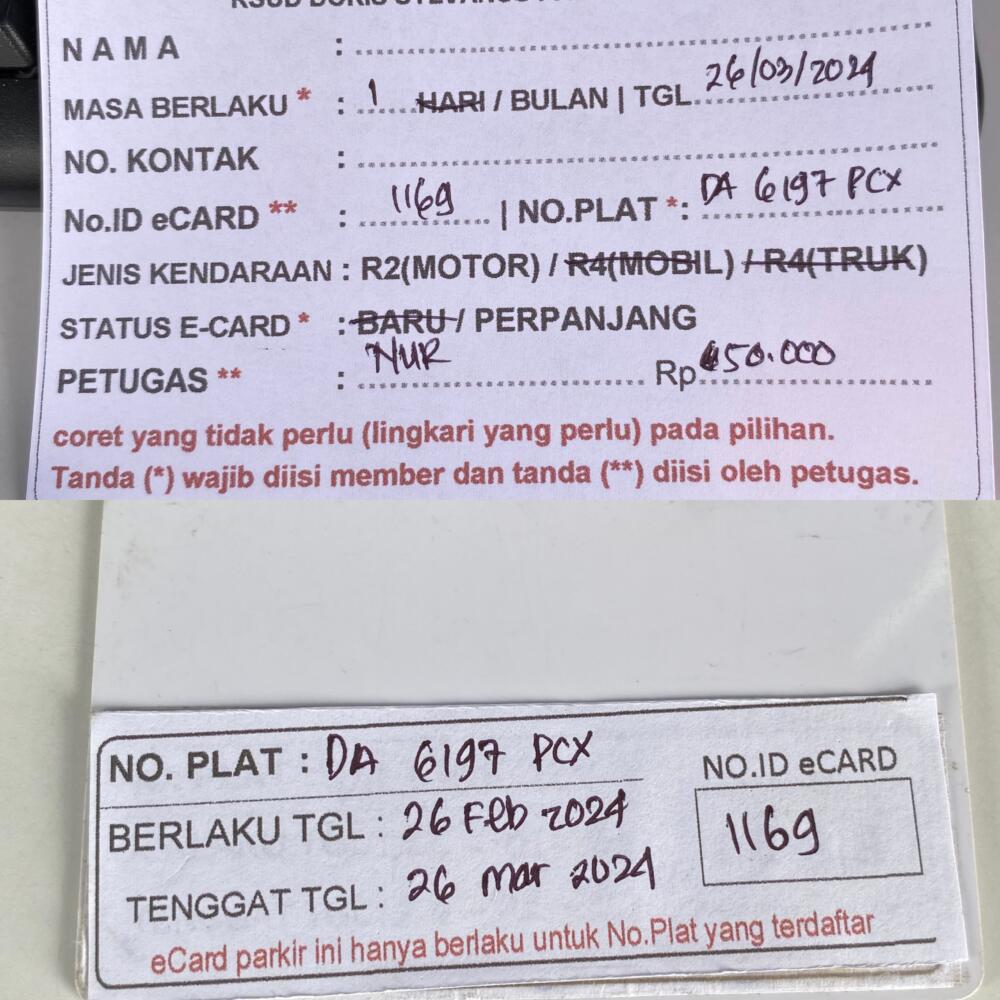 NAMA :
MASA BERLAKU * : 1 HARI / BULAN | TGL 26/03/2024
NO. KONTAK :
No.ID eCARD ** : 1169 | NO.PLAT *: DA 6197 PCX
JENIS KENDARAAN : R2(MOTOR) / R4(MOBIL) / R4(TRUK)
STATUS E-CARD * : BARU / PERPANJANG
PETUGAS ** : NUR Rp 50.000
coret yang tidak perlu (lingkari yang perlu) pada pilihan.
Tanda (*) wajib diisi member dan tanda (**) diisi oleh petugas.
NO. PLAT : DA 6197 PCX
NO.ID eCARD
1169
BERLAKU TGL : 26 Feb 2024
TENGGAT TGL : 26 Mar 2024
eCard parkir ini hanya berlaku untuk No.Plat yang terdaftar